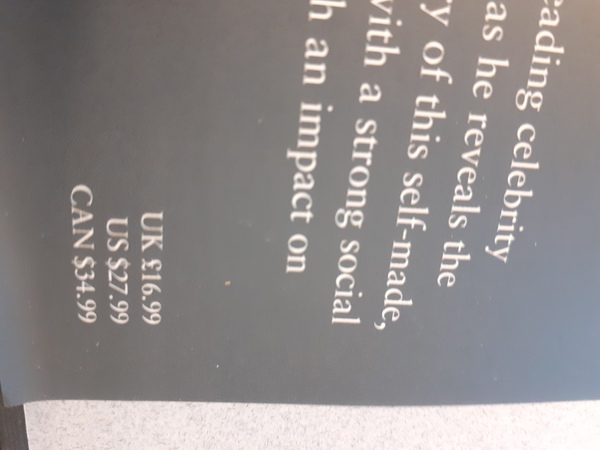 celebrity
as he reveals the
of this self-made,
with a strong social
an impact on
UK £16.99
US $27.99
CAN $34.99